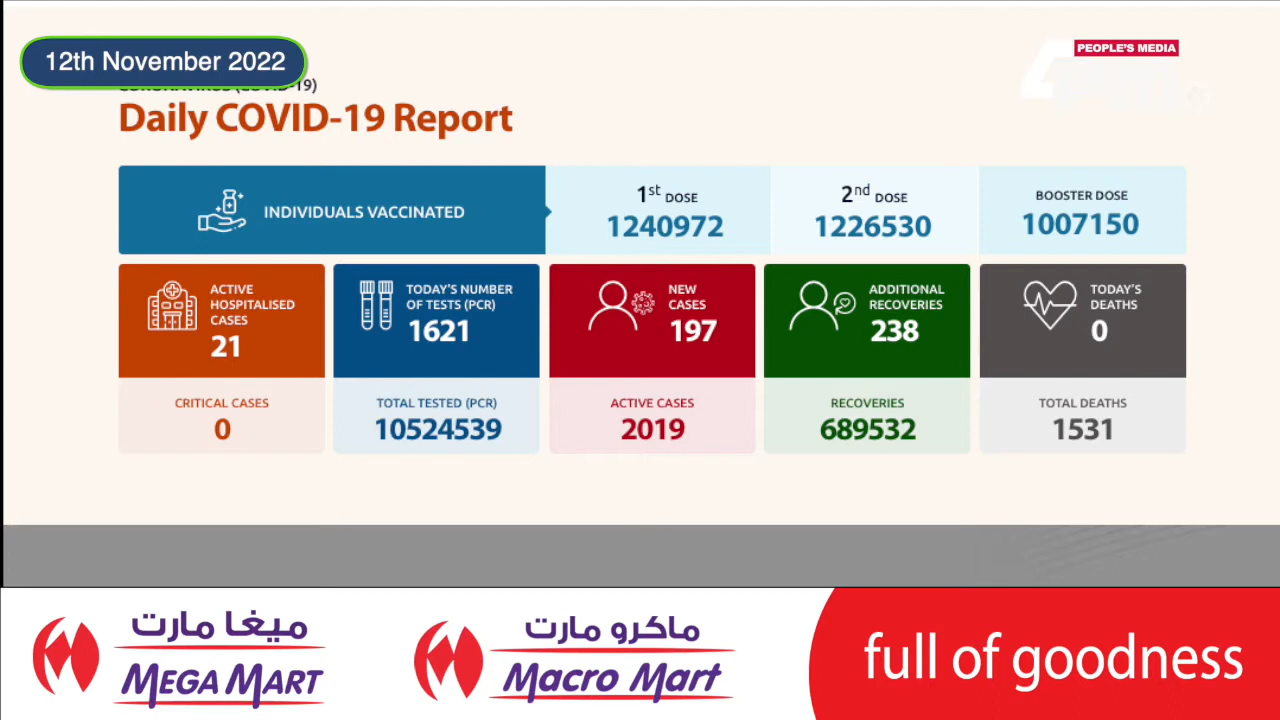 12th November 2022
PEOPLE'S MEDIA
(COVID-19)
Daily COVID-19 Report
INDIVIDUALS VACCINATED
1st DOSE
1240972
2nd DOSE
1226530
BOOSTER DOSE
1007150
ACTIVE
HOSPITALISED
CASES
21
CRITICAL CASES
0
TODAY'S NUMBER
OF TESTS (PCR)
1621
TOTAL TESTED (PCR)
10524539
NEW
CASES
197
ACTIVE CASES
2019
ADDITIONAL
RECOVERIES
238
RECOVERIES
689532
TODAY'S
DEATHS
0
TOTAL DEATHS
1531
ميغا مارت
MEGA MART
ماكرو مارت
Macro Mart
full of goodness